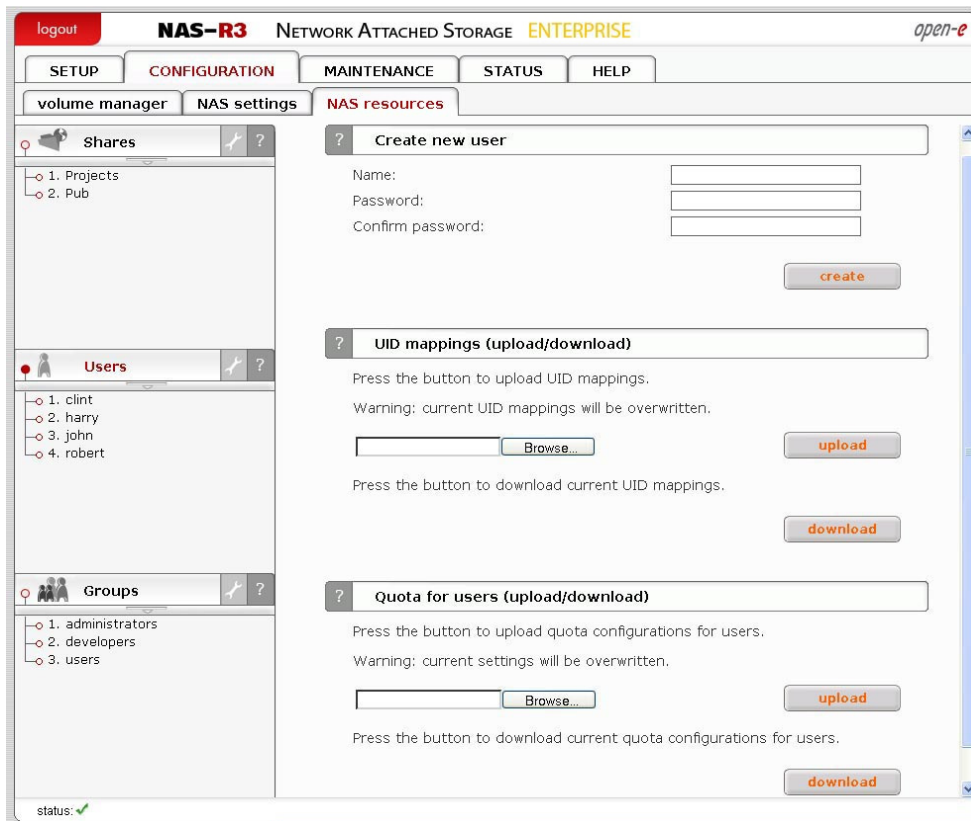 logout NAS-R3 NETWORK ATTACHED STORAGE ENTERPRISE open-e
SETUP CONFIGURATION MAINTENANCE STATUS HELP
volume manager NAS settings NAS resources
Shares ?
1. Projects
2. Pub
Users ?
1. clint
2. harry
3. john
4. robert
Groups ?
1. administrators
2. developers
3. users
? Create new user
Name:
Password:
Confirm password:
create
? UID mappings (upload/download)
Press the button to upload UID mappings.
Warning: current UID mappings will be overwritten.
Browse... upload
Press the button to download current UID mappings.
download
? Quota for users (upload/download)
Press the button to upload quota configurations for users.
Warning: current settings will be overwritten.
Browse... upload
Press the button to download current quota configurations for users.
download
status: